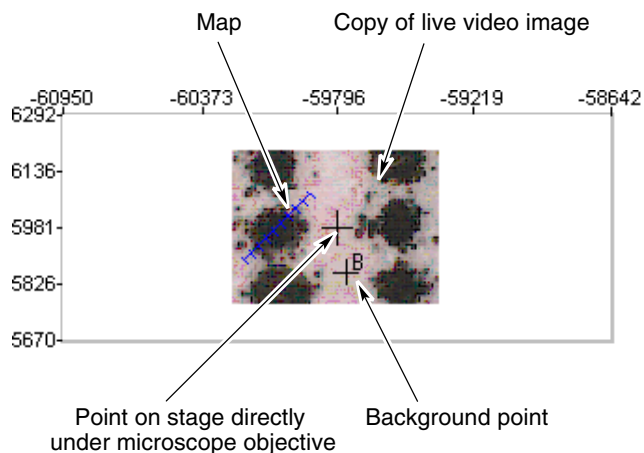 Map
Copy of live video image
-60950 -60373 -59796 -59219 -58642
6292
6136
5981
B
5826
5670
Point on stage directly
under microscope objective
Background point